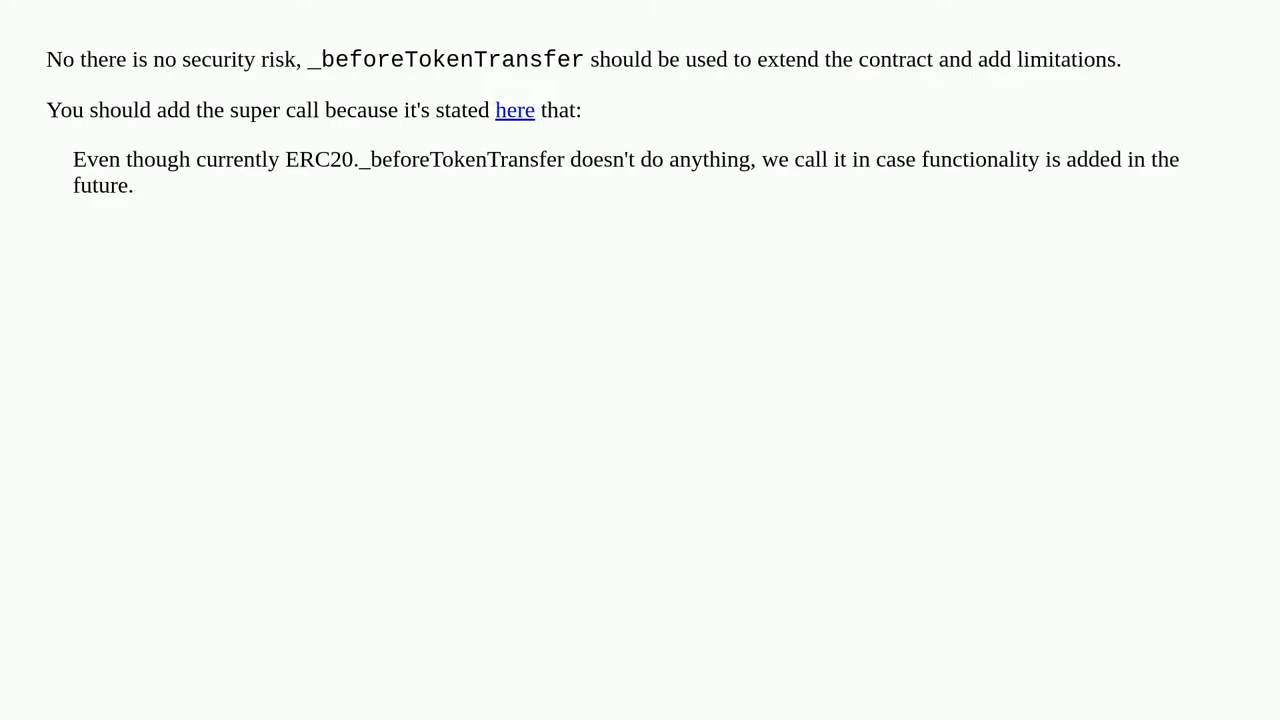 No there is no security risk, _beforeTokenTransfer should be used to extend the contract and add limitations.
You should add the super call because it's stated here that:
Even though currently ERC20._beforeTokenTransfer doesn't do anything, we call it in case functionality is added in the
future.